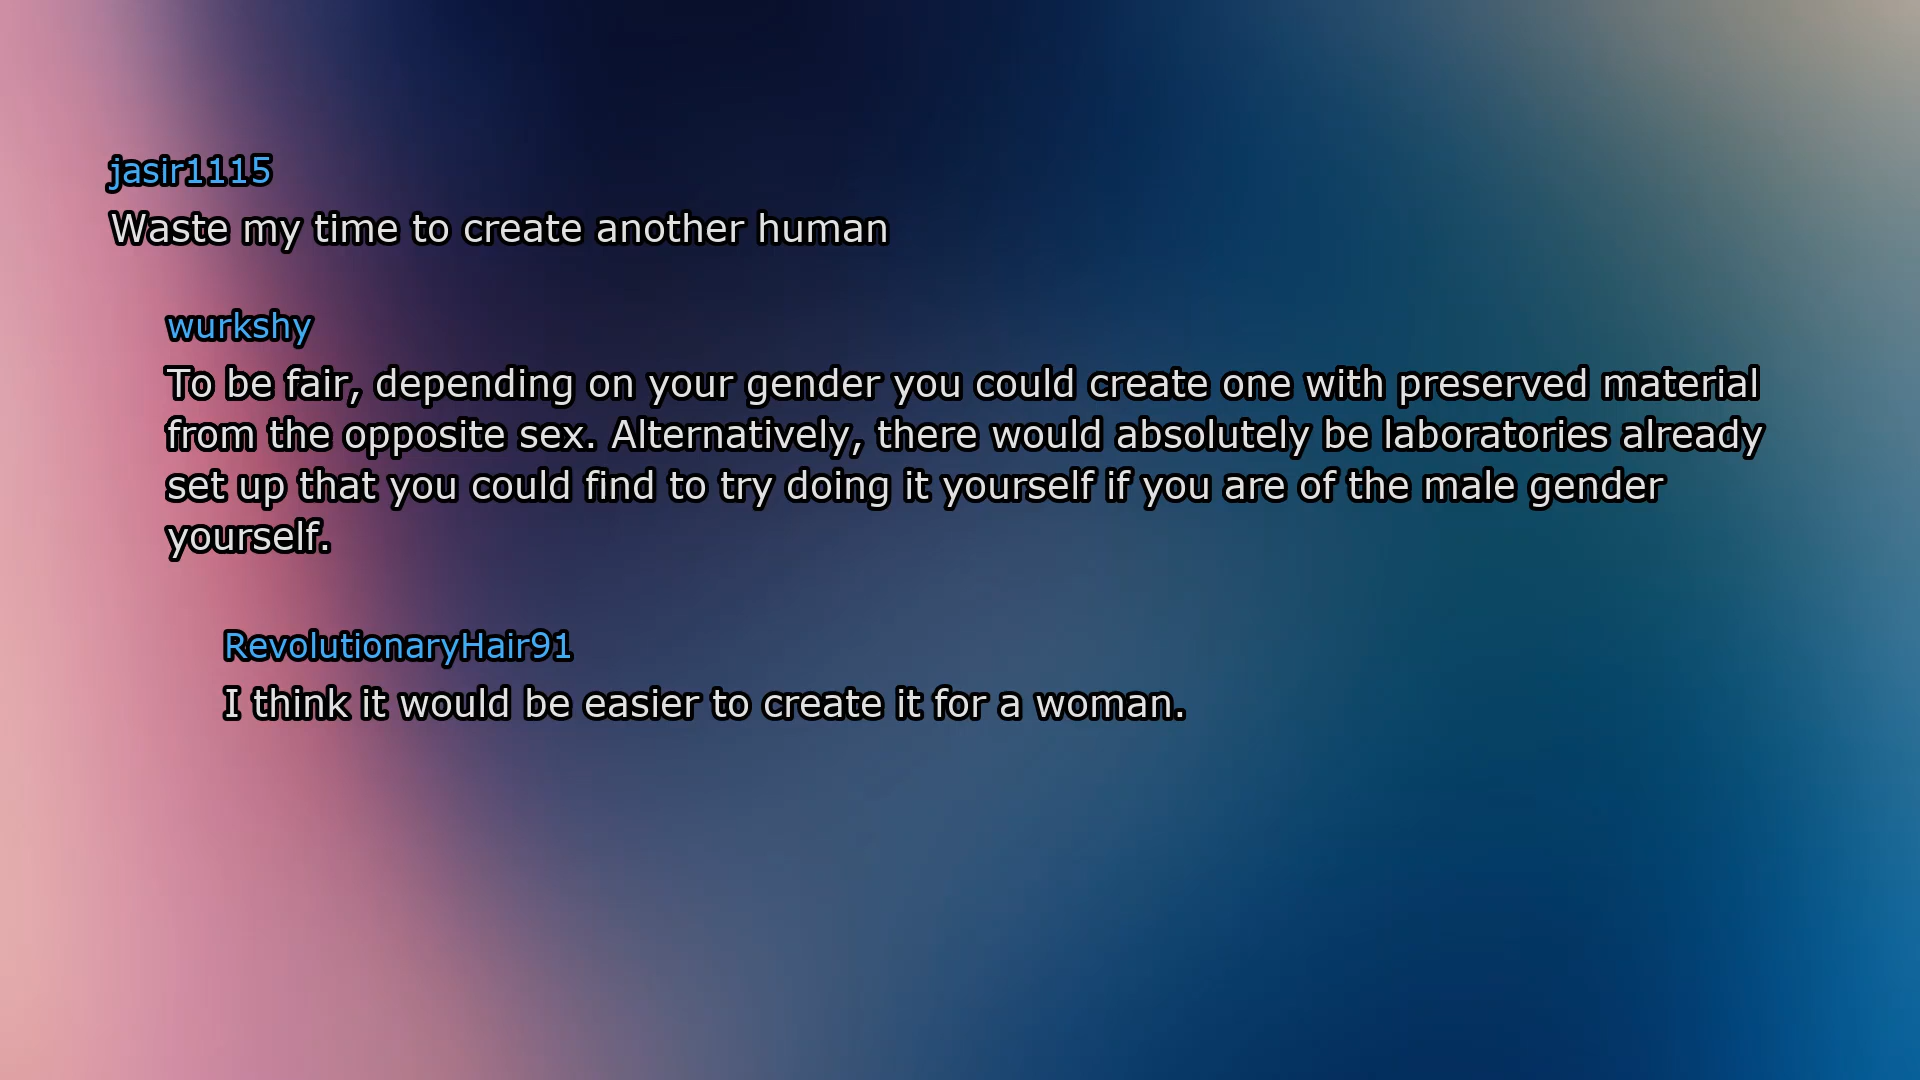 jasir1115
Waste my time to create another human
wurkshy
To be fair, depending on your gender you could create one with preserved material
from the opposite sex. Alternatively, there would absolutely be laboratories already
set up that you could find to try doing it yourself if you are of the male gender
yourself.
RevolutionaryHair91
I think it would be easier to create it for a woman.